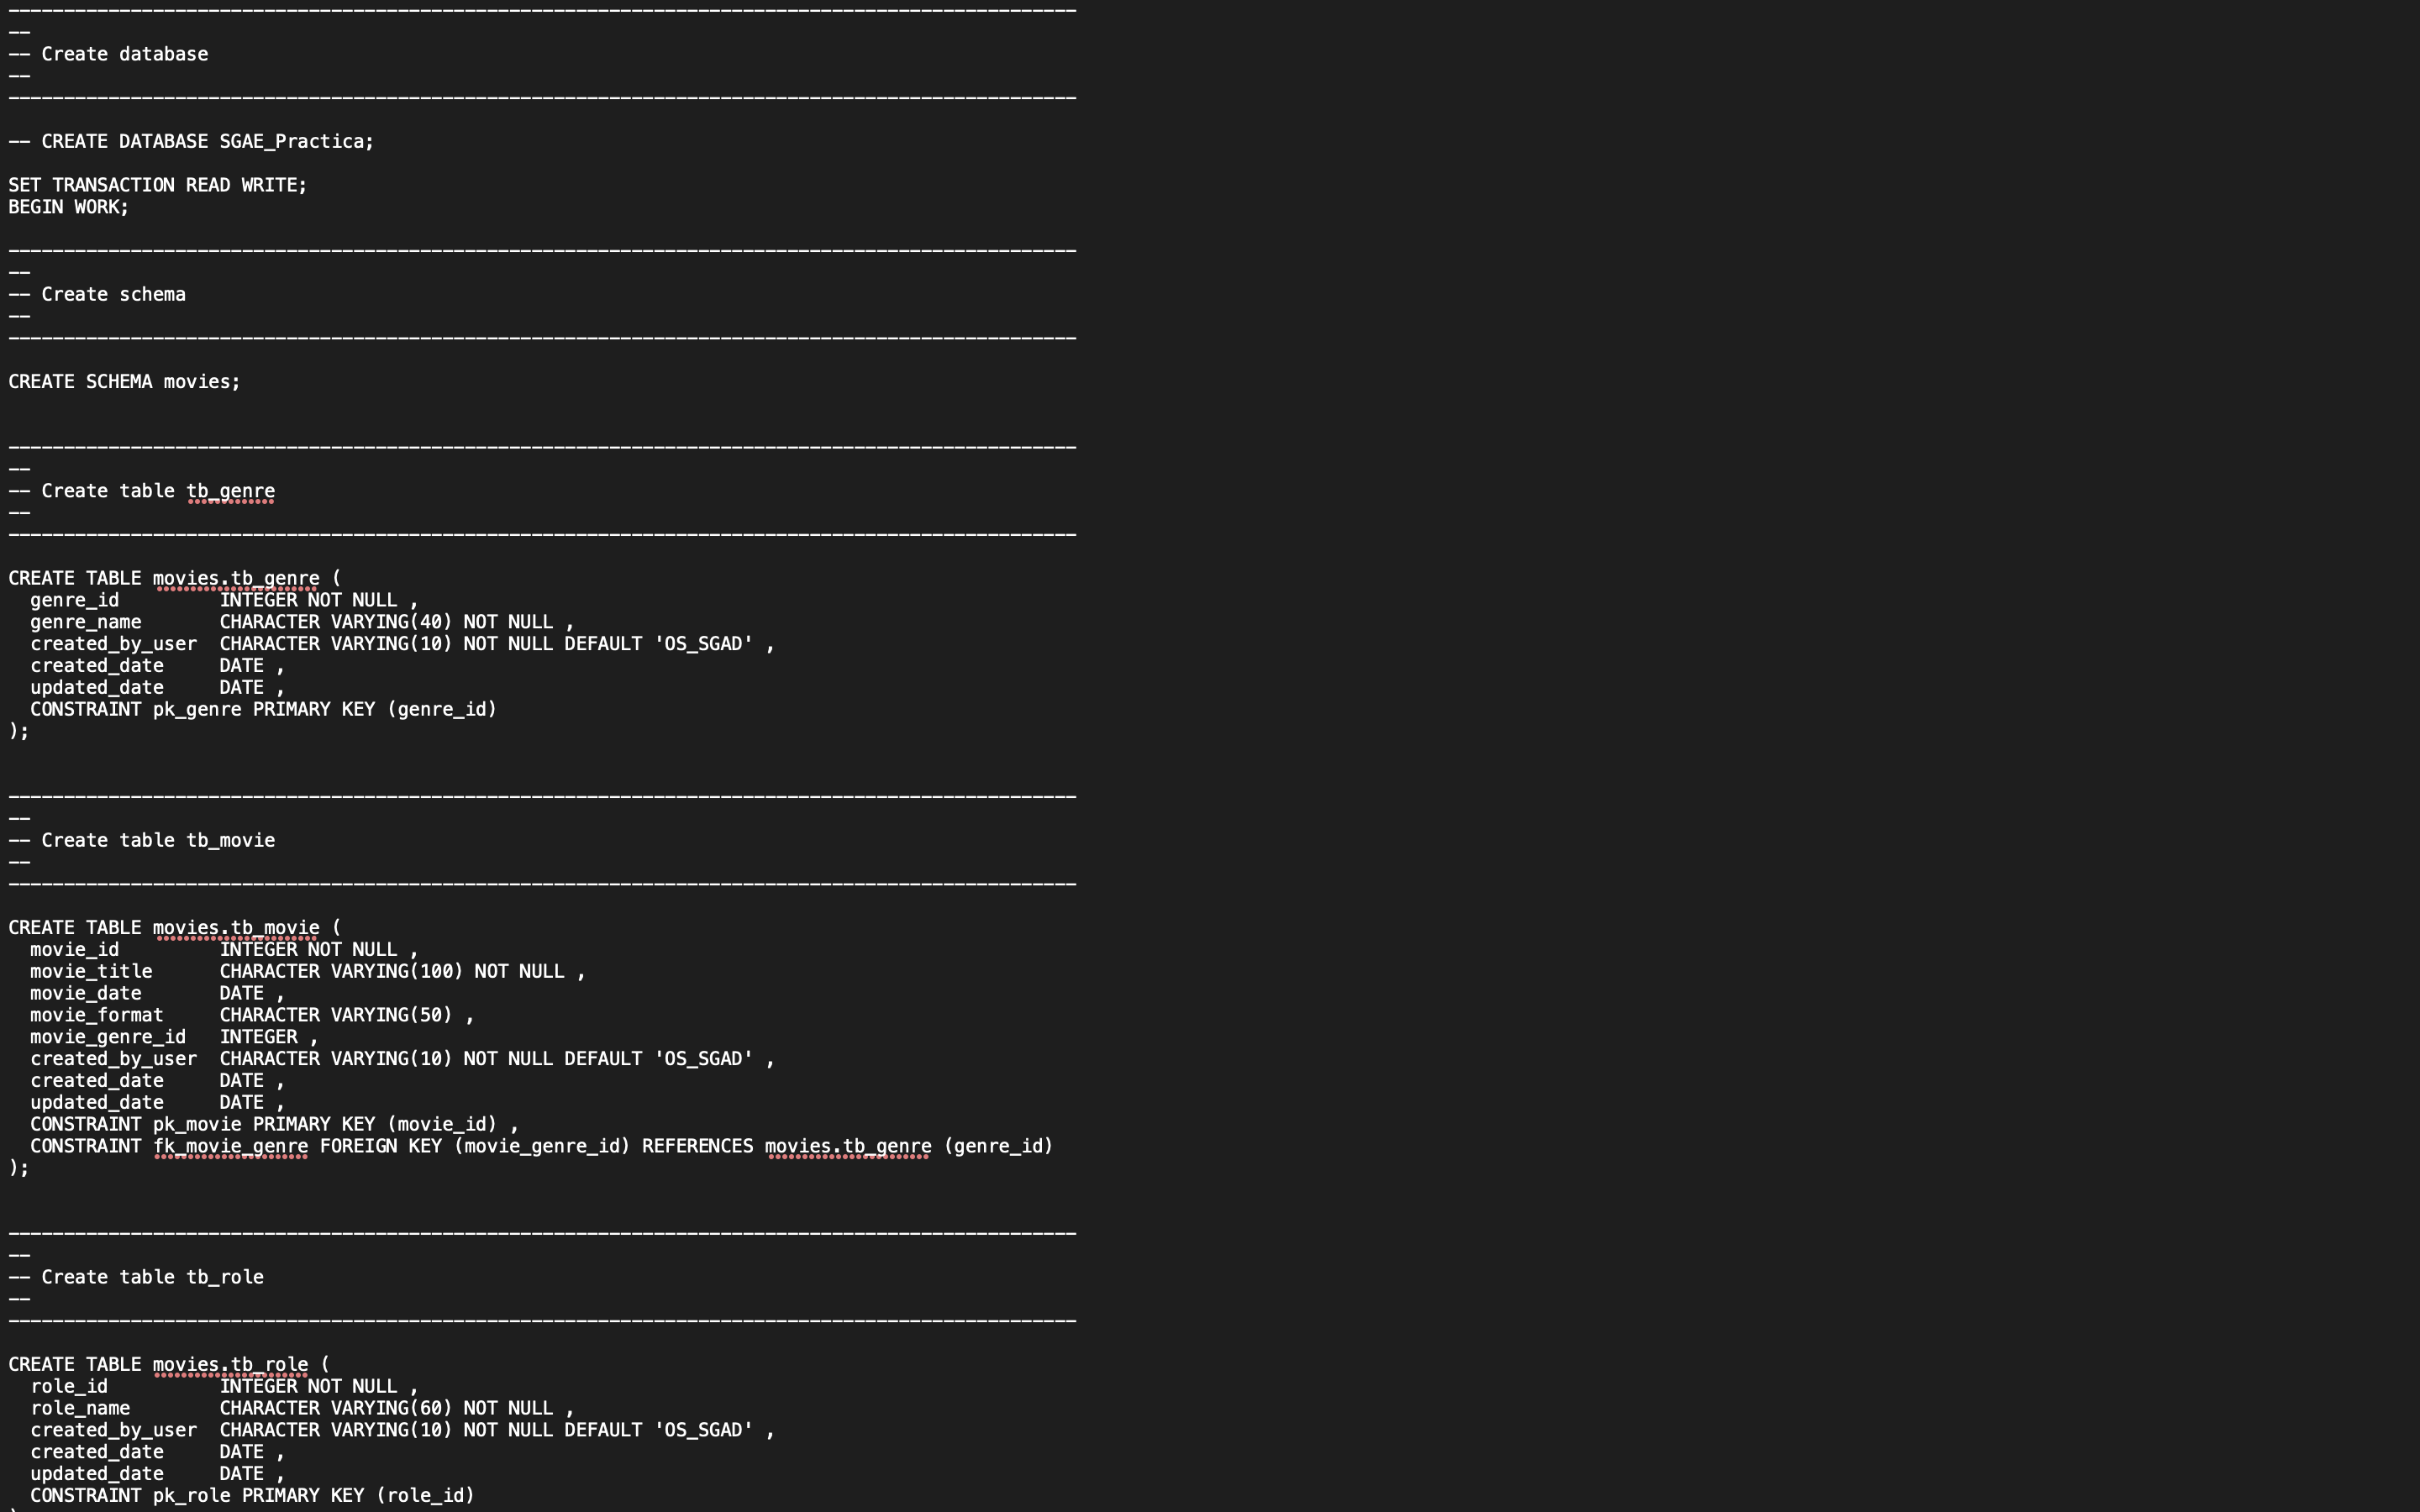 ------------------------------------------------------------------------------------------------
--
-- Create database
--
------------------------------------------------------------------------------------------------
-- CREATE DATABASE SGAE_Practica;
SET TRANSACTION READ WRITE;
BEGIN WORK;
------------------------------------------------------------------------------------------------
--
-- Create schema
--
------------------------------------------------------------------------------------------------
CREATE SCHEMA movies;
------------------------------------------------------------------------------------------------
--
-- Create table tb_genre
--
------------------------------------------------------------------------------------------------
CREATE TABLE movies.tb_genre (
  genre_id         INTEGER NOT NULL ,
  genre_name       CHARACTER VARYING(40) NOT NULL ,
  created_by_user  CHARACTER VARYING(10) NOT NULL DEFAULT 'OS_SGAD' ,
  created_date     DATE ,
  updated_date     DATE ,
  CONSTRAINT pk_genre PRIMARY KEY (genre_id)
);
------------------------------------------------------------------------------------------------
--
-- Create table tb_movie
--
------------------------------------------------------------------------------------------------
CREATE TABLE movies.tb_movie (
  movie_id         INTEGER NOT NULL ,
  movie_title      CHARACTER VARYING(100) NOT NULL ,
  movie_date       DATE ,
  movie_format     CHARACTER VARYING(50) ,
  movie_genre_id   INTEGER ,
  created_by_user  CHARACTER VARYING(10) NOT NULL DEFAULT 'OS_SGAD' ,
  created_date     DATE ,
  updated_date     DATE ,
  CONSTRAINT pk_movie PRIMARY KEY (movie_id) ,
  CONSTRAINT fk_movie_genre FOREIGN KEY (movie_genre_id) REFERENCES movies.tb_genre (genre_id)
);
------------------------------------------------------------------------------------------------
--
-- Create table tb_role
--
------------------------------------------------------------------------------------------------
CREATE TABLE movies.tb_role (
  role_id          INTEGER NOT NULL ,
  role_name        CHARACTER VARYING(60) NOT NULL ,
  created_by_user  CHARACTER VARYING(10) NOT NULL DEFAULT 'OS_SGAD' ,
  created_date     DATE ,
  updated_date     DATE ,
  CONSTRAINT pk_role PRIMARY KEY (role_id)